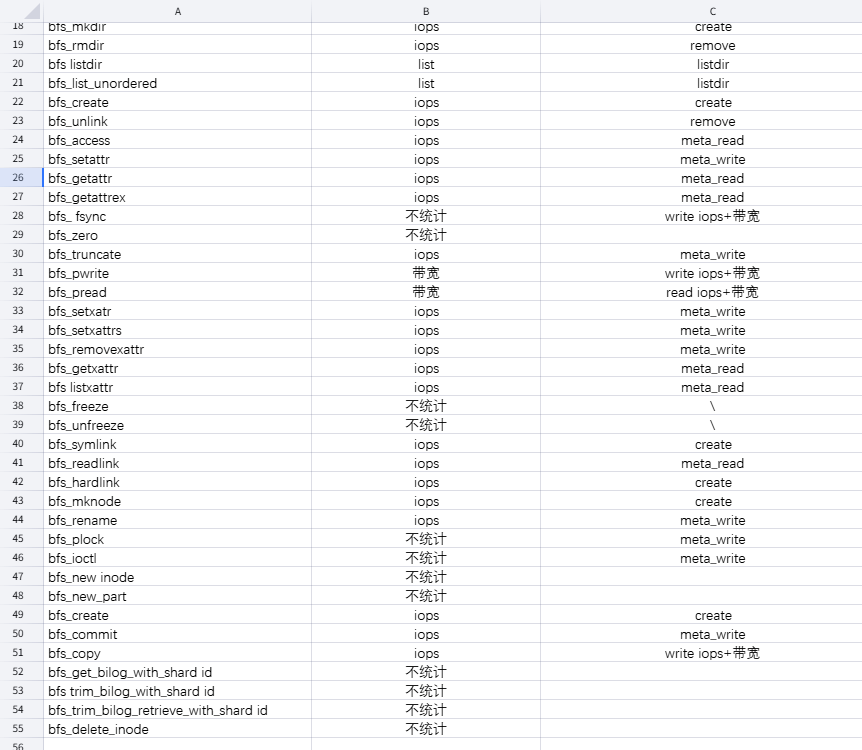 A B C
18 bfs_mkdir iops create
19 bfs_rmdir iops remove
20 bfs listdir list listdir
21 bfs_list_unordered list listdir
22 bfs_create iops create
23 bfs_unlink iops remove
24 bfs_access iops meta_read
25 bfs_setattr iops meta_write
26 bfs_getattr iops meta_read
27 bfs_getattrex iops meta_read
28 bfs_ fsync 不统计 write iops+带宽
29 bfs_zero 不统计
30 bfs_truncate iops meta_write
31 bfs_pwrite 带宽 write iops+带宽
32 bfs_pread 带宽 read iops+带宽
33 bfs_setxatr iops meta_write
34 bfs_setxattrs iops meta_write
35 bfs_removexattr iops meta_write
36 bfs_getxattr iops meta_read
37 bfs listxattr iops meta_read
38 bfs_freeze 不统计 \
39 bfs_unfreeze 不统计 \
40 bfs_symlink iops create
41 bfs_readlink iops meta_read
42 bfs_hardlink iops create
43 bfs_mknode iops create
44 bfs_rename iops meta_write
45 bfs_plock 不统计 meta_write
46 bfs_ioctl 不统计 meta_write
47 bfs_new inode 不统计
48 bfs_new_part 不统计
49 bfs_create iops create
50 bfs_commit iops meta_write
51 bfs_copy iops write iops+带宽
52 bfs_get_bilog_with_shard id 不统计
53 bfs trim_bilog_with_shard id 不统计
54 bfs_trim_bilog_retrieve_with_shard id 不统计
55 bfs_delete_inode 不统计
56